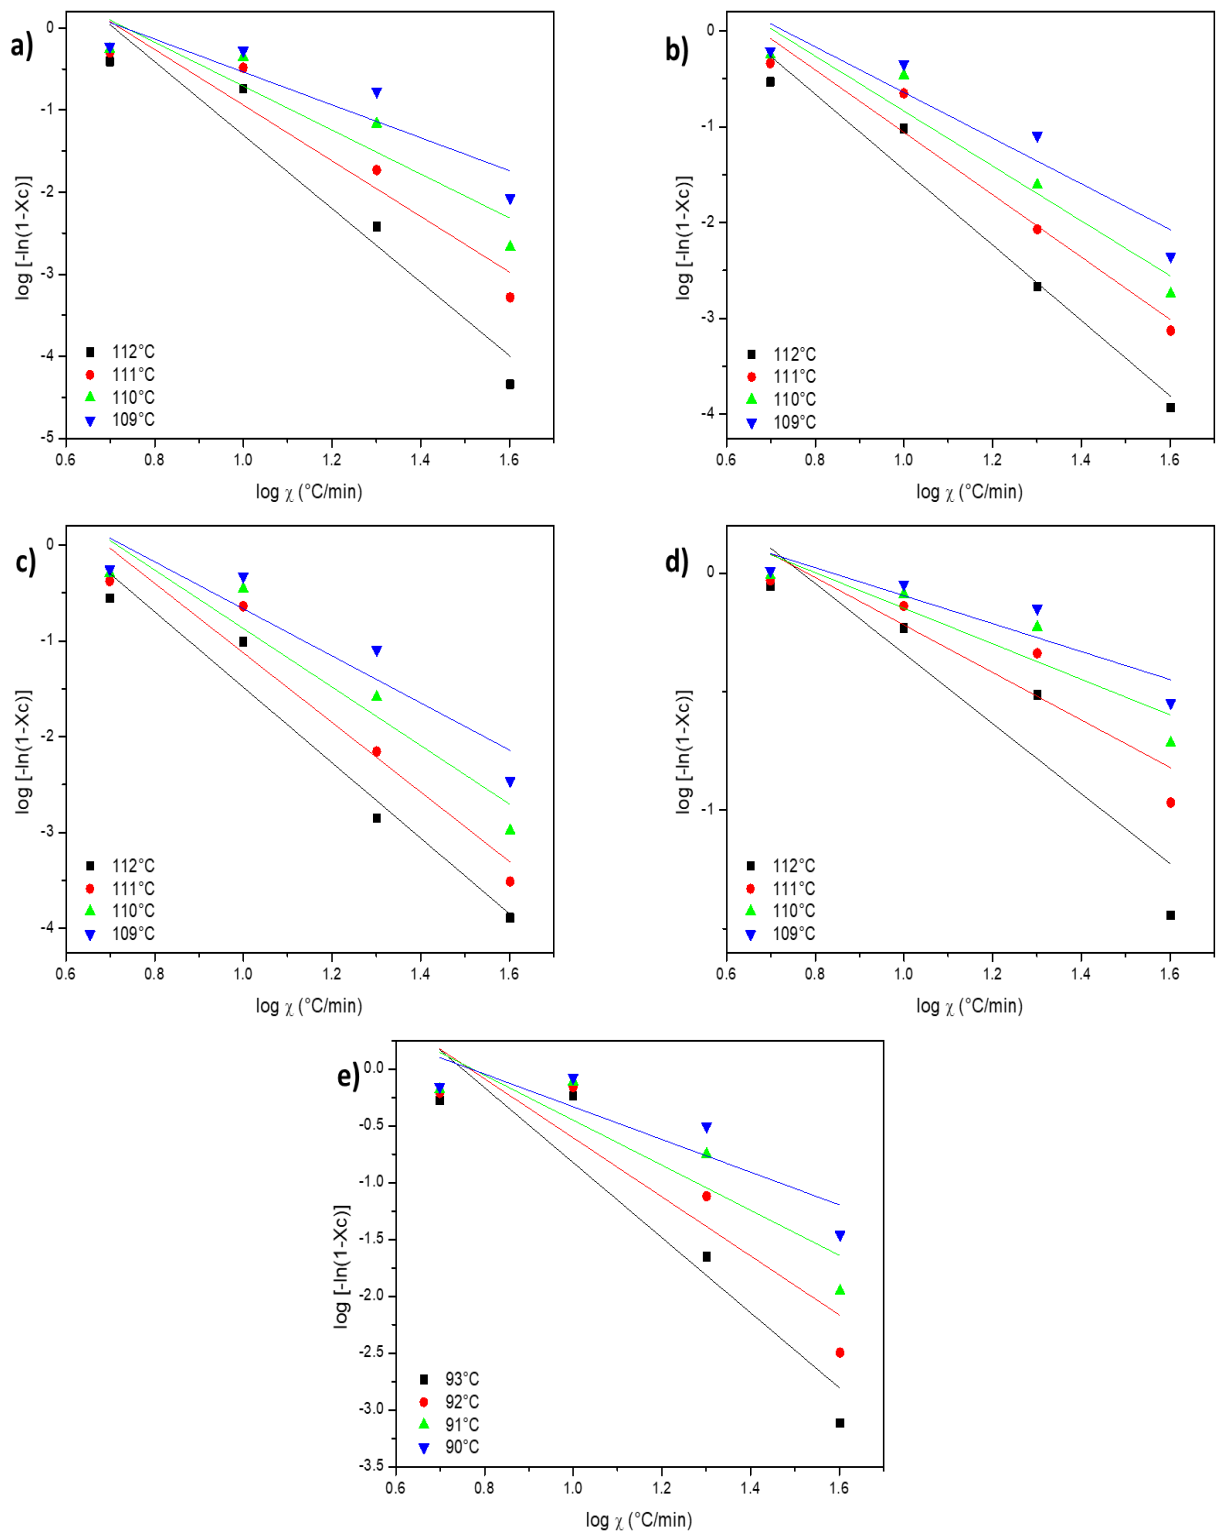 a)
0
-1
-2
-3
-4
-5
log [-ln(1-Xc)]
112°C
111°C
110°C
109°C
0.6 0.8 1.0 1.2 1.4 1.6
log χ (°C/min)
b)
0
-1
-2
-3
-4
log [-ln(1-Xc)]
112°C
111°C
110°C
109°C
0.6 0.8 1.0 1.2 1.4 1.6
log χ (°C/min)
c)
0
-1
-2
-3
-4
log [-ln(1-Xc)]
112°C
111°C
110°C
109°C
0.6 0.8 1.0 1.2 1.4 1.6
log χ (°C/min)
d)
0
-1
log [-ln(1-Xc)]
112°C
111°C
110°C
109°C
0.6 0.8 1.0 1.2 1.4 1.6
log χ (°C/min)
e)
0.0
-0.5
-1.0
-1.5
-2.0
-2.5
-3.0
-3.5
log [-ln(1-Xc)]
93°C
92°C
91°C
90°C
0.6 0.8 1.0 1.2 1.4 1.6
log χ (°C/min)